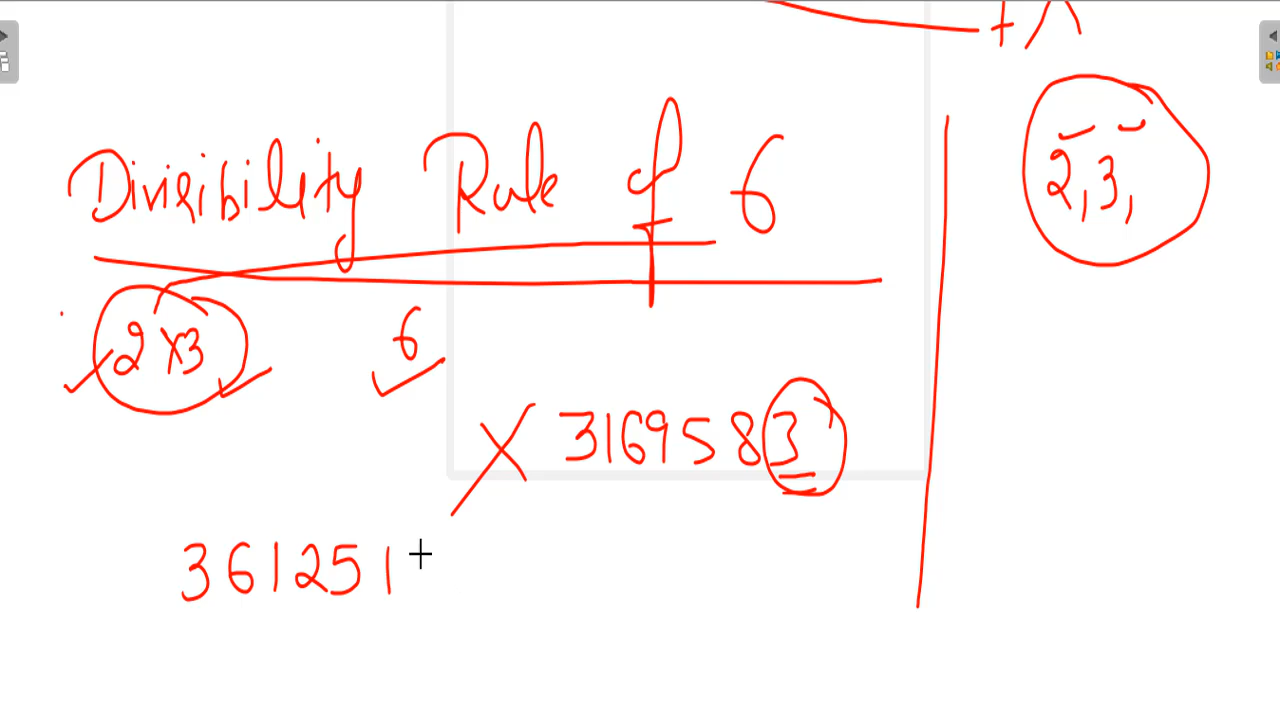 Divisibility Rule of 6
2, 3,
2 x 3
6
X 3169583
361251